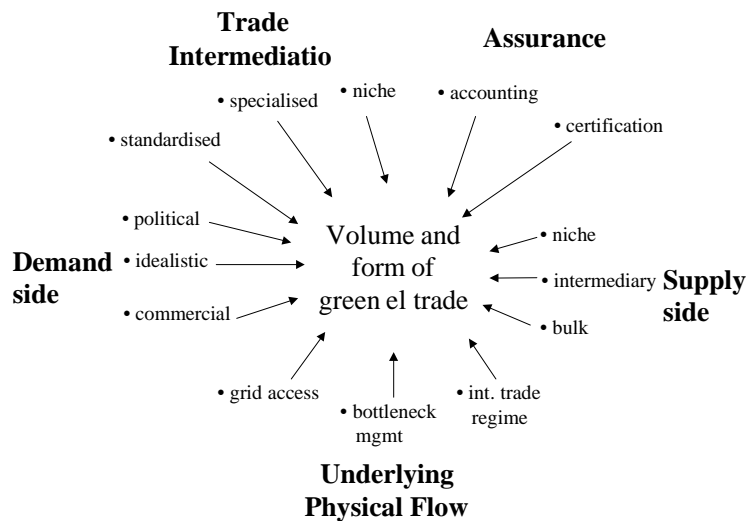 Trade
Intermediatio
Assurance
• niche
• specialised
• accounting
• standardised
• certification
• political
• idealistic
• commercial
Demand
side
Volume and
form of
green el trade
• niche
• intermediary
• bulk
Supply
side
• grid access
• bottleneck
mgmt
• int. trade
regime
Underlying
Physical Flow